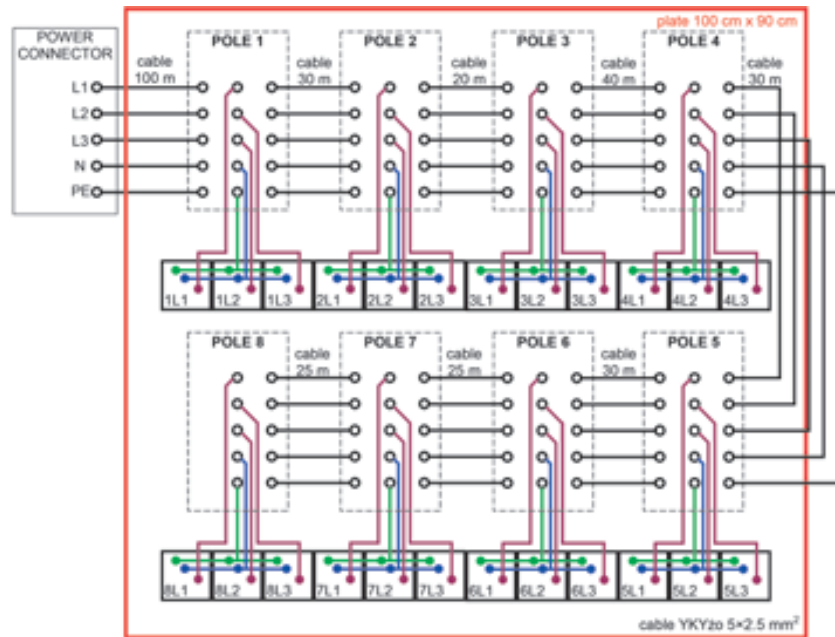 plate 100 cm x 90 cm
POWER
CONNECTOR
cable
100 m
POLE 1
cable
30 m
POLE 2
cable
20 m
POLE 3
cable
40 m
POLE 4
cable
30 m
L1
L2
L3
N
PE
1L1 1L2 1L3 2L1 2L2 2L3 3L1 3L2 3L3 4L1 4L2 4L3
POLE 8
cable
25 m
POLE 7
cable
25 m
POLE 6
cable
30 m
POLE 5
8L1 8L2 8L3 7L1 7L2 7L3 6L1 6L2 6L3 5L1 5L2 5L3
cable YKYżo 5×2.5 mm²